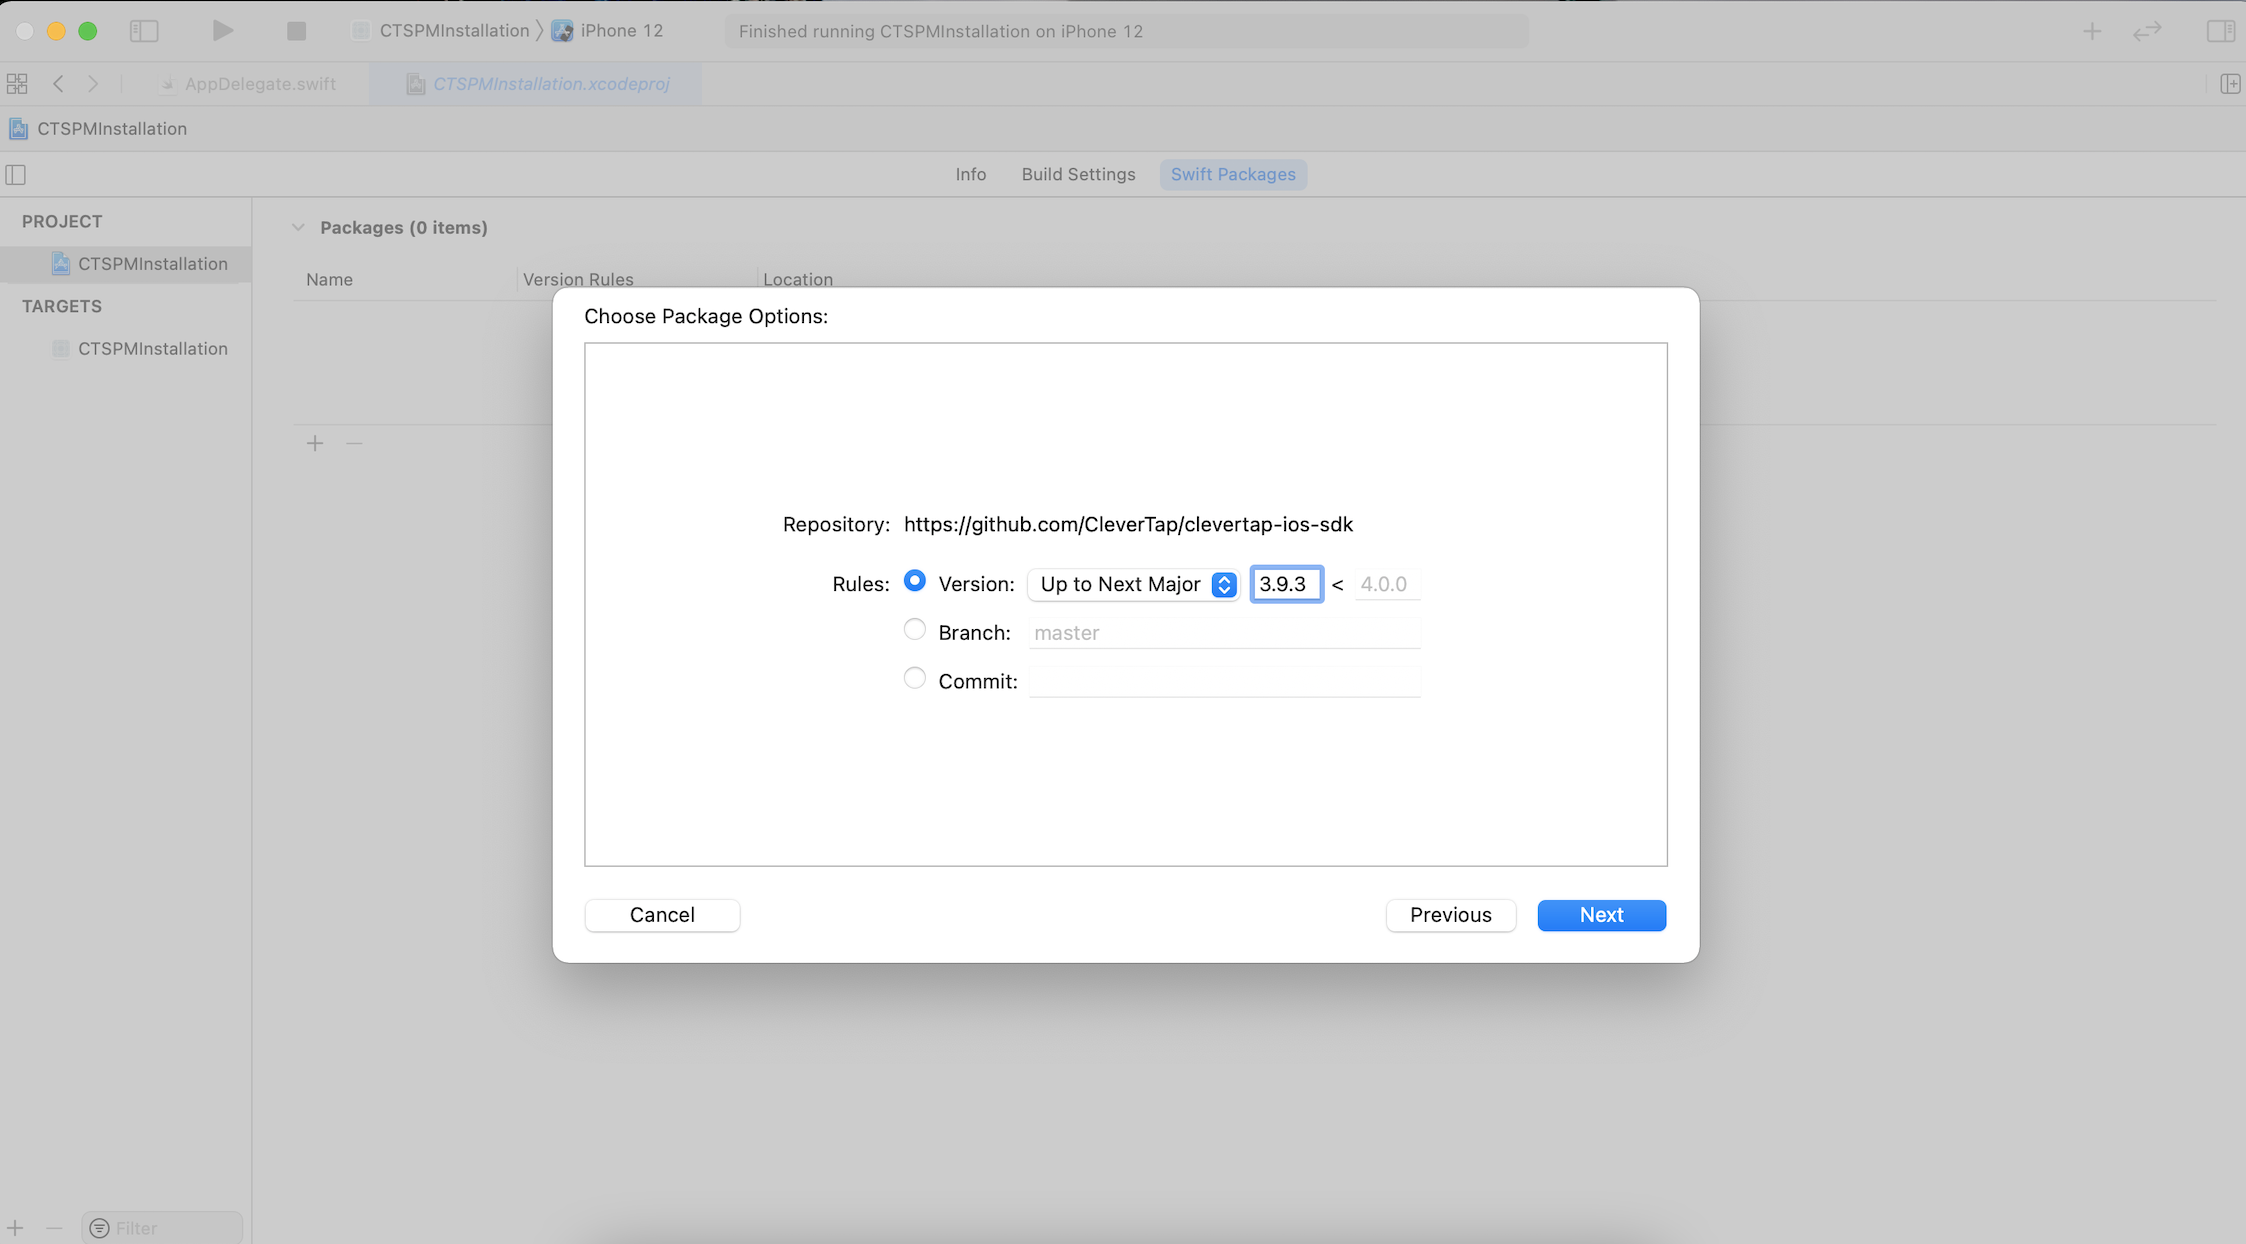 CTSPMInstallation 〉 iPhone 12
Finished running CTSPMInstallation on iPhone 12
AppDelegate.swift
CTSPMInstallation.xcodeproj
CTSPMInstallation
Info
Build Settings
Swift Packages
PROJECT
CTSPMInstallation
TARGETS
CTSPMInstallation
Packages (0 items)
Name
Version Rules
Location
Choose Package Options:
Repository: https://github.com/CleverTap/clevertap-ios-sdk
Rules: Version: Up to Next Major 3.9.3 < 4.0.0
Branch: master
Commit:
Cancel
Previous
Next
Filter